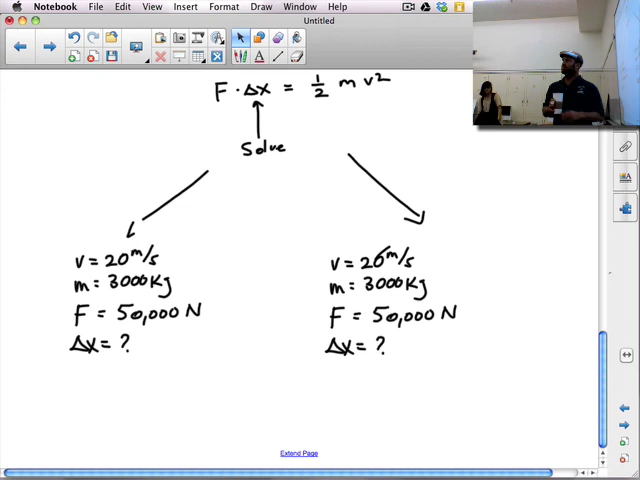 Notebook File Edit View Insert Format Tools Window Help
Untitled
F · Δx = 1/2 m v2
Solve
v = 20 m/s
m = 3000 Kg
F = 50,000 N
Δx = ?
v = 20 m/s
m = 3000 Kg
F = 50,000 N
Δx = ?
Extend Page